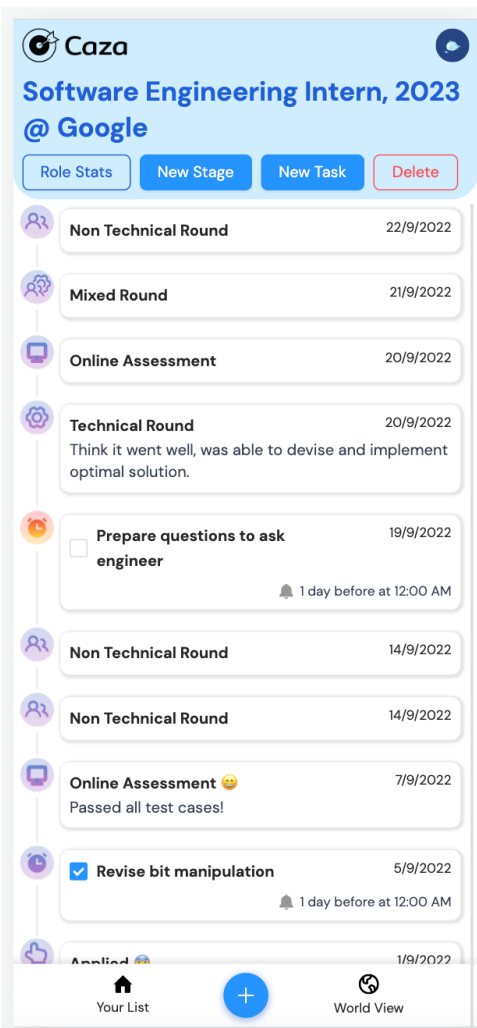 Caza
Software Engineering Intern, 2023
@ Google
Role Stats
New Stage
New Task
Delete
Non Technical Round 22/9/2022
Mixed Round 21/9/2022
Online Assessment 20/9/2022
Technical Round 20/9/2022
Think it went well, was able to devise and implement
optimal solution.
Prepare questions to ask 19/9/2022
engineer
1 day before at 12:00 AM
Non Technical Round 14/9/2022
Non Technical Round 14/9/2022
Online Assessment 😄 7/9/2022
Passed all test cases!
Revise bit manipulation 5/9/2022
1 day before at 12:00 AM
Applied 😰 1/9/2022
Your List
+
World View